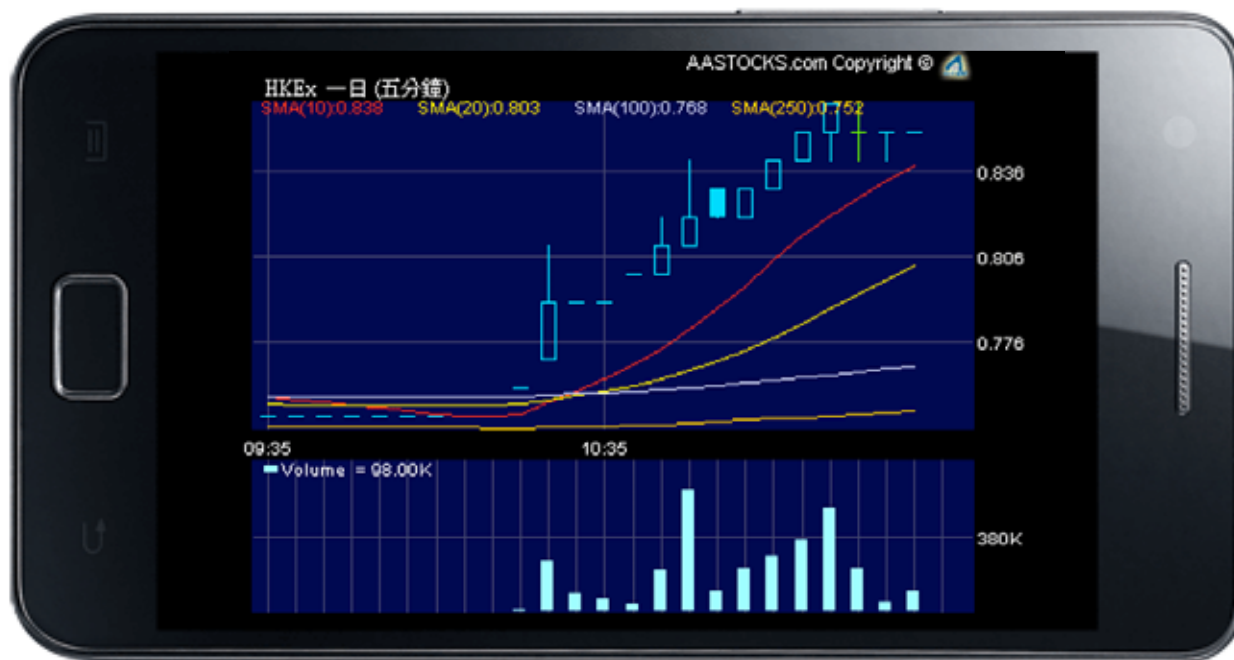 AASTOCKS.com Copyright ©
HKEx 一日 (五分鐘)
SMA(10):0.838 SMA(20):0.803 SMA(100):0.768 SMA(250):0.752
0.836
0.806
0.776
09:35 10:35
Volume = 98.00K
380K